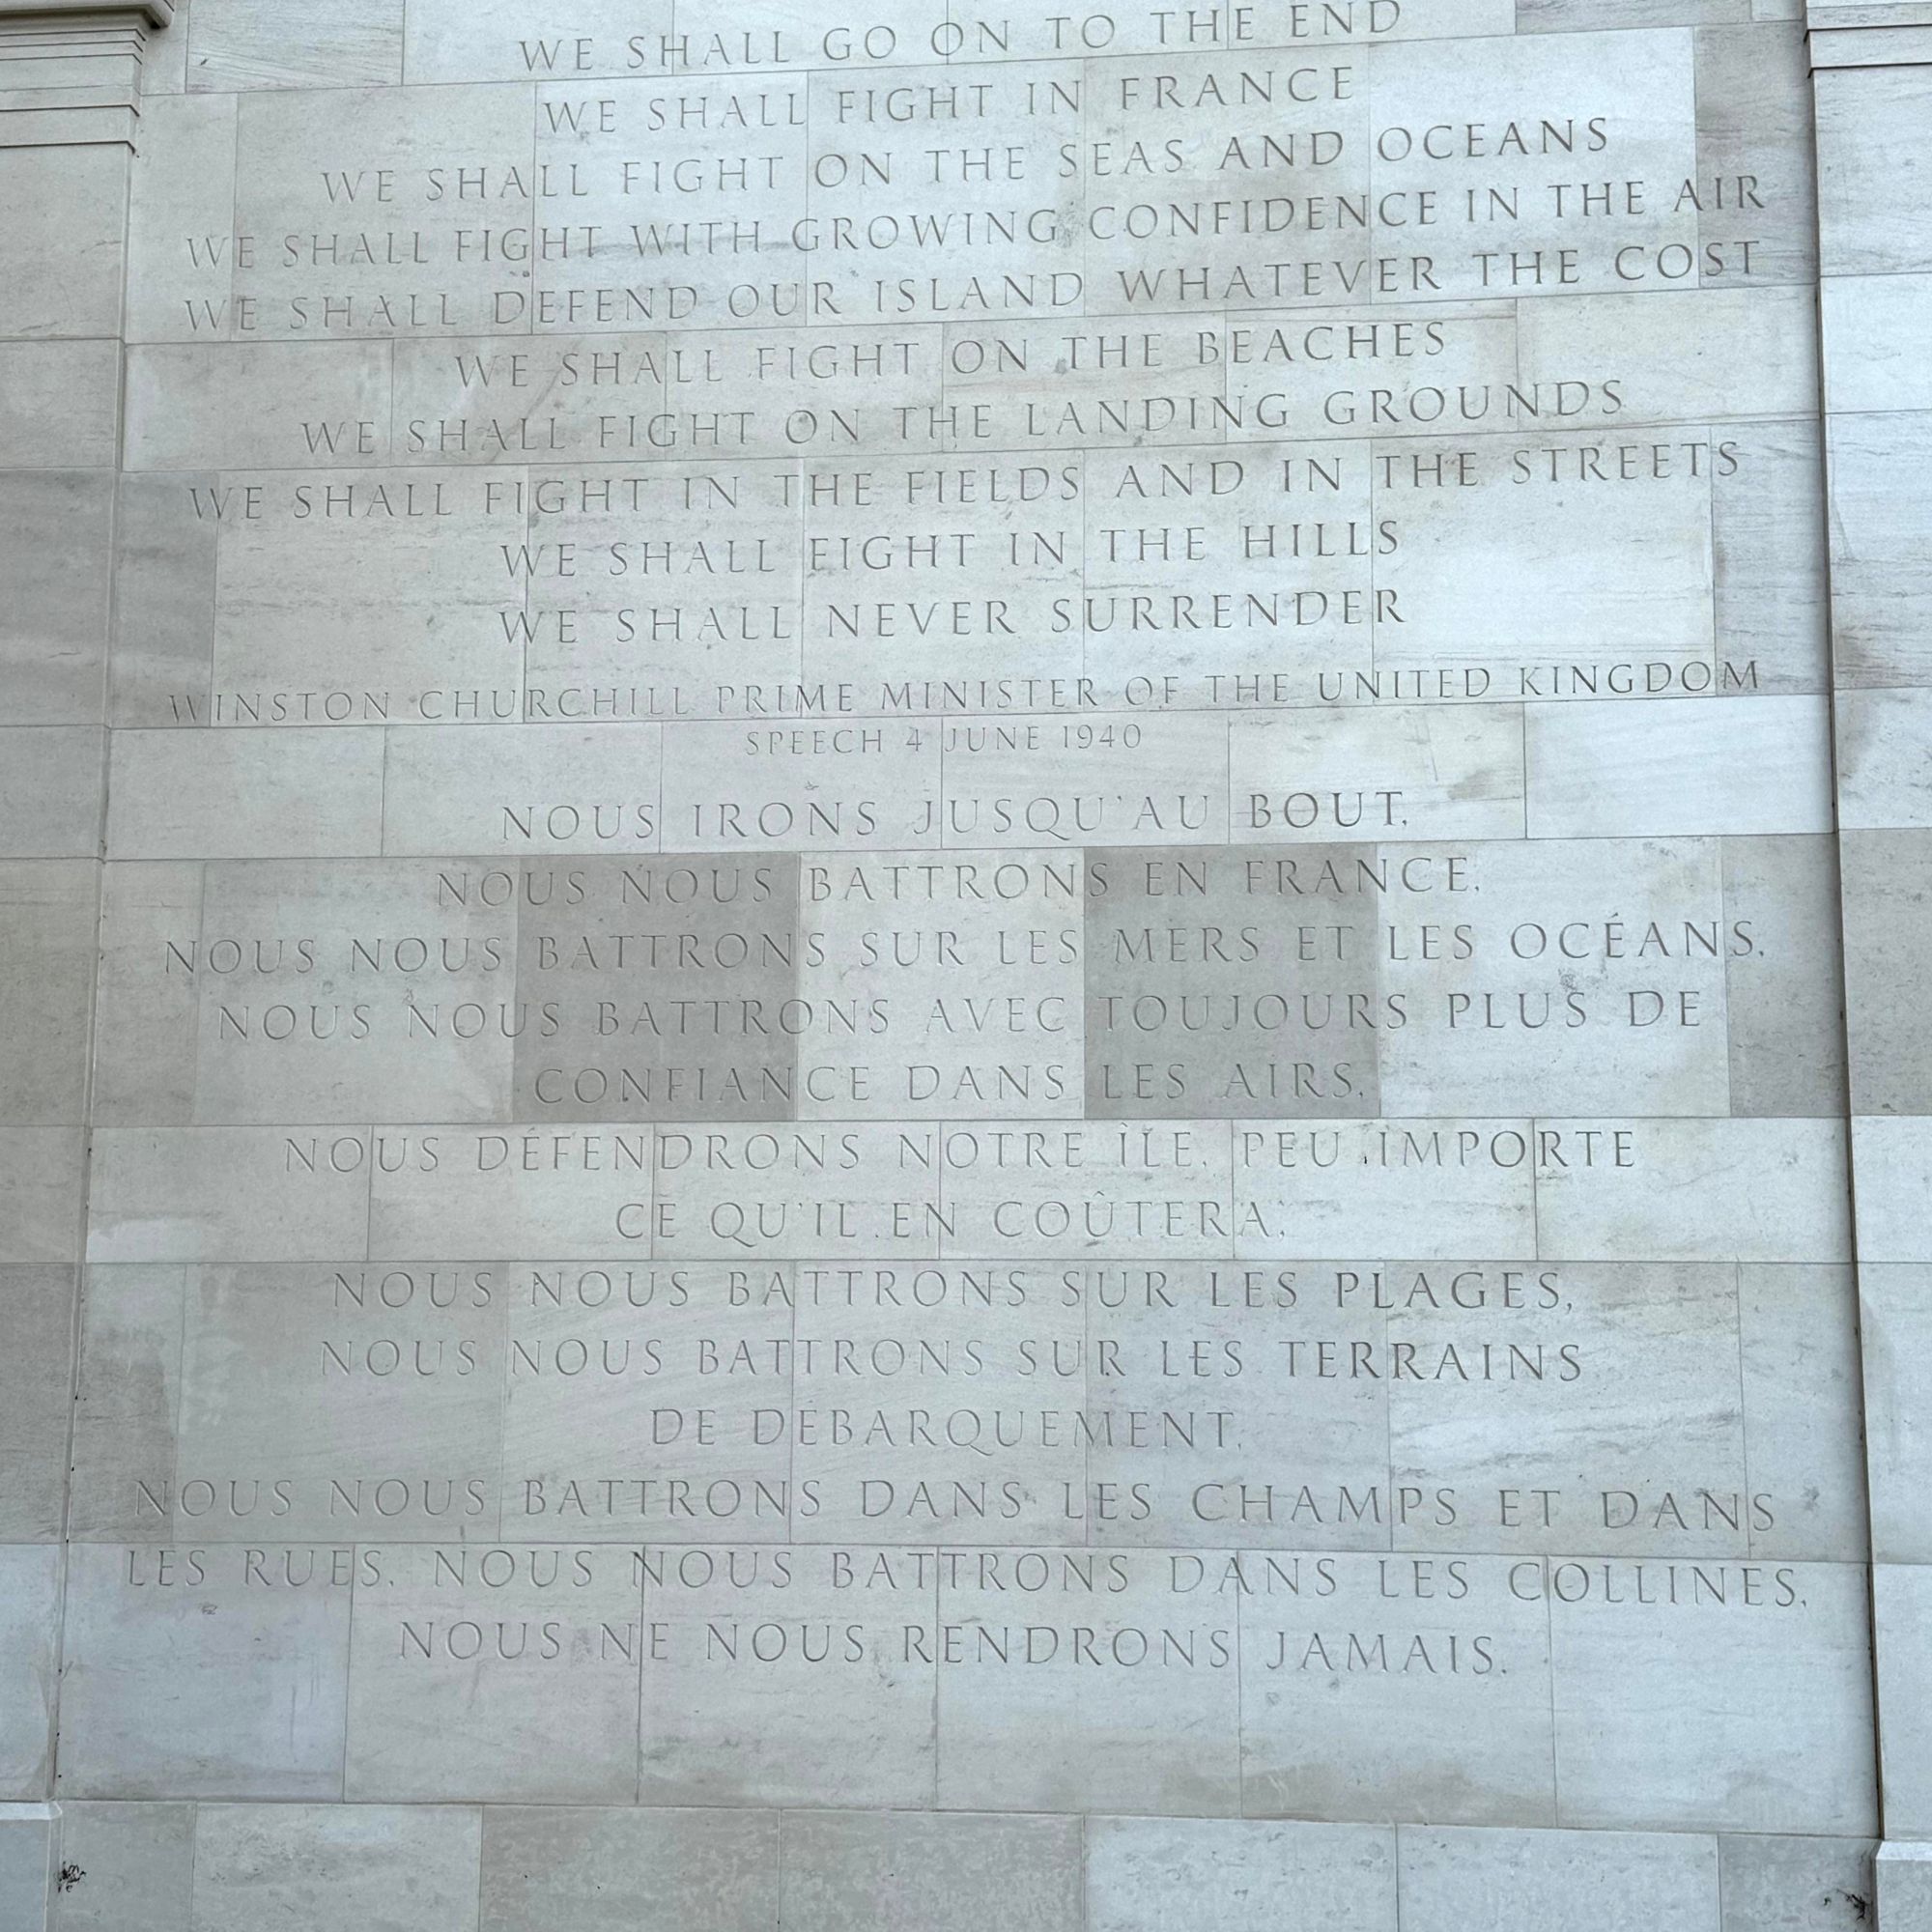 WE SHALL GO ON TO THE END
WE SHALL FIGHT IN FRANCE
WE SHALL FIGHT ON THE SEAS AND OCEANS
WE SHALL FIGHT WITH GROWING CONFIDENCE IN THE AIR
WE SHALL DEFEND OUR ISLAND WHATEVER THE COST
WE SHALL FIGHT ON THE BEACHES
WE SHALL FIGHT ON THE LANDING GROUNDS
WE SHALL FIGHT IN THE FIELDS AND IN THE STREETS
WE SHALL FIGHT IN THE HILLS
WE SHALL NEVER SURRENDER
WINSTON CHURCHILL PRIME MINISTER OF THE UNITED KINGDOM
SPEECH 4 JUNE 1940
NOUS IRONS JUSQU'AU BOUT,
NOUS NOUS BATTRONS EN FRANCE,
NOUS NOUS BATTRONS SUR LES MERS ET LES OCÉANS,
NOUS NOUS BATTRONS AVEC TOUJOURS PLUS DE
CONFIANCE DANS LES AIRS,
NOUS DÉFENDRONS NOTRE ÎLE, PEU IMPORTE
CE QU'IL EN COÛTERA,
NOUS NOUS BATTRONS SUR LES PLAGES,
NOUS NOUS BATTRONS SUR LES TERRAINS
DE DÉBARQUEMENT,
NOUS NOUS BATTRONS DANS LES CHAMPS ET DANS
LES RUES, NOUS NOUS BATTRONS DANS LES COLLINES,
NOUS NE NOUS RENDRONS JAMAIS.